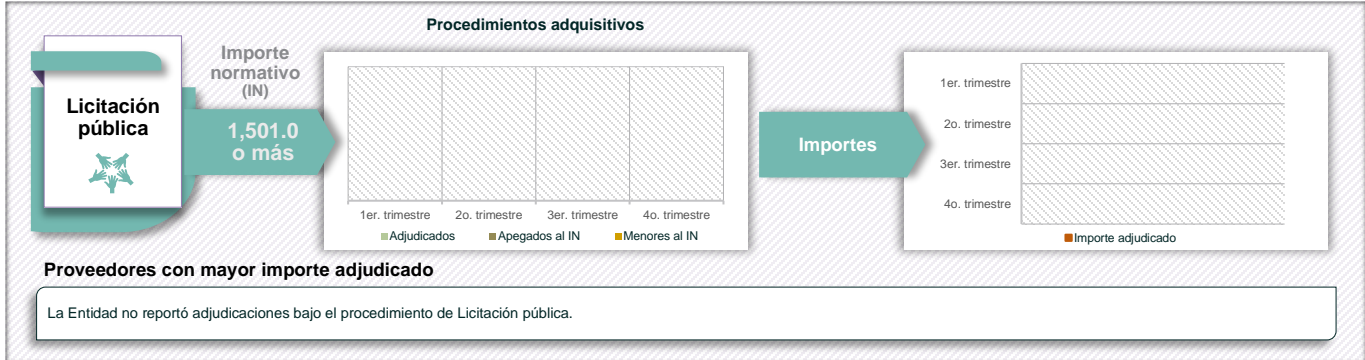 Procedimientos adquisitivos
Licitación
pública
Importe
normativo
(IN)
1,501.0
o más
1er. trimestre 2o. trimestre 3er. trimestre 4o. trimestre
Adjudicados Apegados al IN Menores al IN
Importes
1er. trimestre
2o. trimestre
3er. trimestre
4o. trimestre
Importe adjudicado
Proveedores con mayor importe adjudicado
La Entidad no reportó adjudicaciones bajo el procedimiento de Licitación pública.